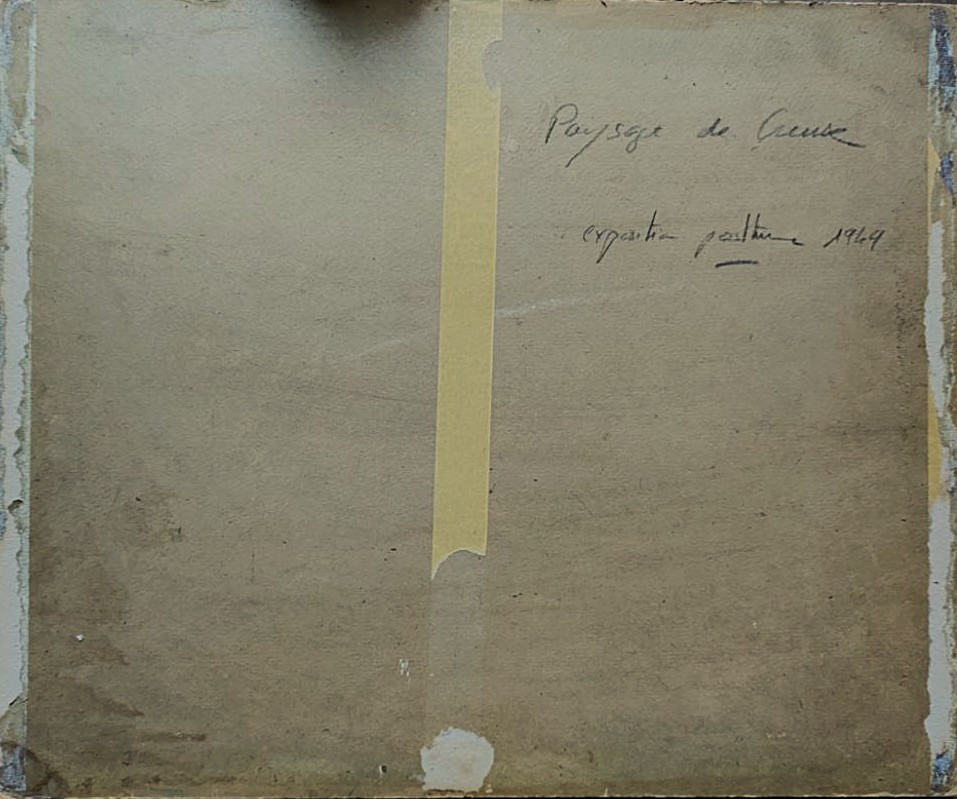 Paysage de Creuse
exposition posthume 1949